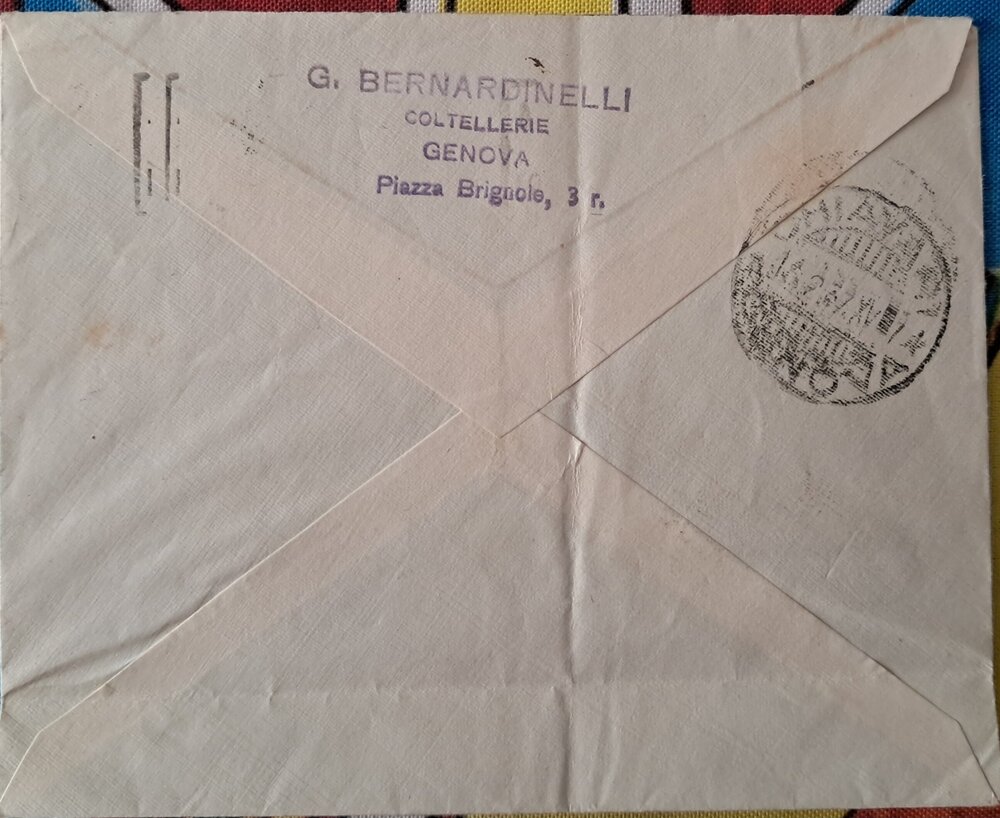 G. BERNARDINELLI
COLTELLERIE
GENOVA
Piazza Brignole, 3 r.